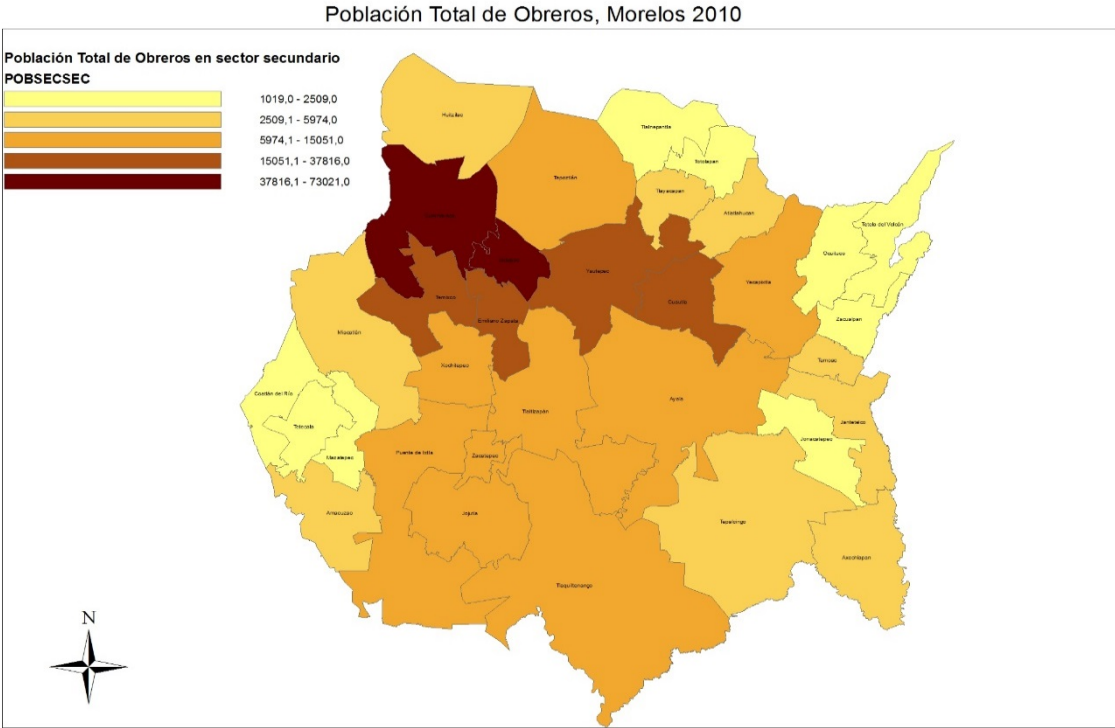 Población Total de Obreros, Morelos 2010
Población Total de Obreros en sector secundario
POBSECSEC
1019,0 - 2509,0
2509,1 - 5974,0
5974,1 - 15051,0
15051,1 - 37816,0
37816,1 - 73021,0
Huitzilac
Tlalnepantla
Totolapan
Tepoztlán
Tlayacapan
Atlatlahucan
Tetela del Volcán
Ocuituco
Yautepec
Yecapixtla
Cuautla
Temixco
Emiliano Zapata
Zacualpan
Miacatlán
Temoac
Xochitepec
Coatlán del Río
Ayala
Tlaltizapán
Jantetelco
Tetecala
Jonacatepec
Puente de Ixtla
Zacatepec
Mazatepec
Amacuzac
Jojutla
Tepalcingo
Axochiapan
Tlaquiltenango
N